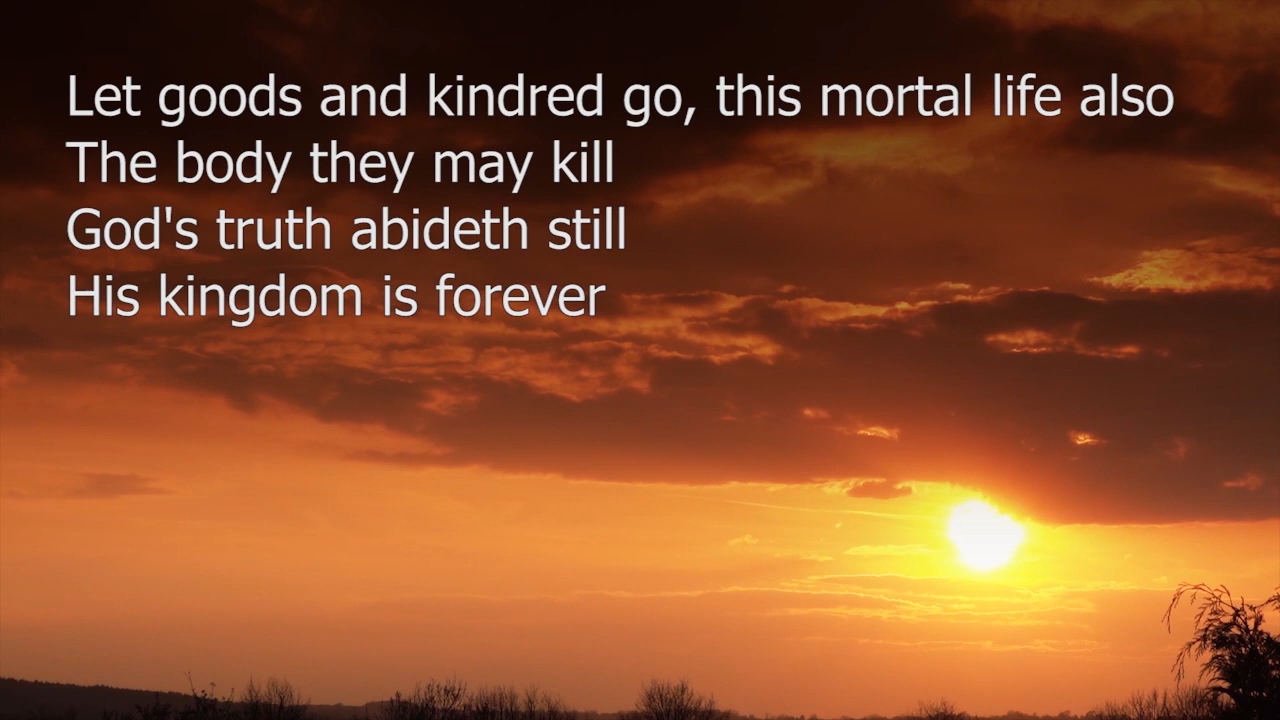 Let goods and kindred go, this mortal life also
The body they may kill
God's truth abideth still
His kingdom is forever